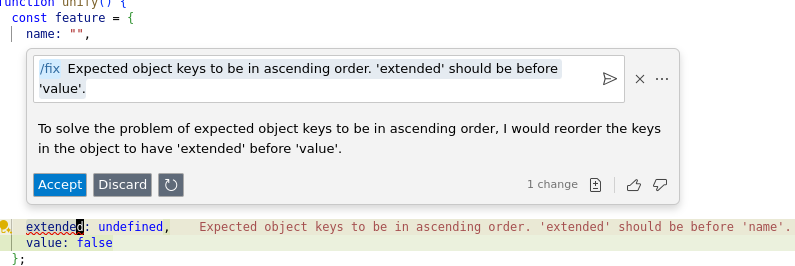 function unify() {
const feature = {
name: "",
/fix Expected object keys to be in ascending order. 'extended' should be before
'value'.
To solve the problem of expected object keys to be in ascending order, I would reorder the keys
in the object to have 'extended' before 'value'.
Accept Discard 1 change
extended: undefined, Expected object keys to be in ascending order. 'extended' should be before 'name'.
value: false
};